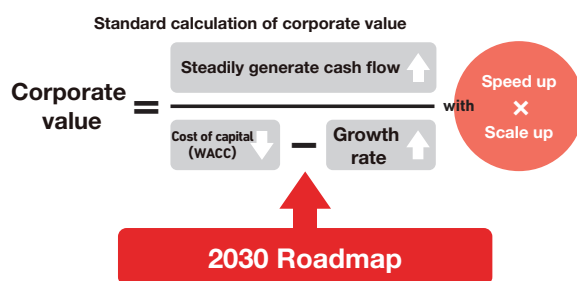 Standard calculation of corporate value
Steadily generate cash flow
Corporate
value
=
with
Speed up
×
Scale up
Cost of capital
(WACC)
−
Growth
rate
2030 Roadmap